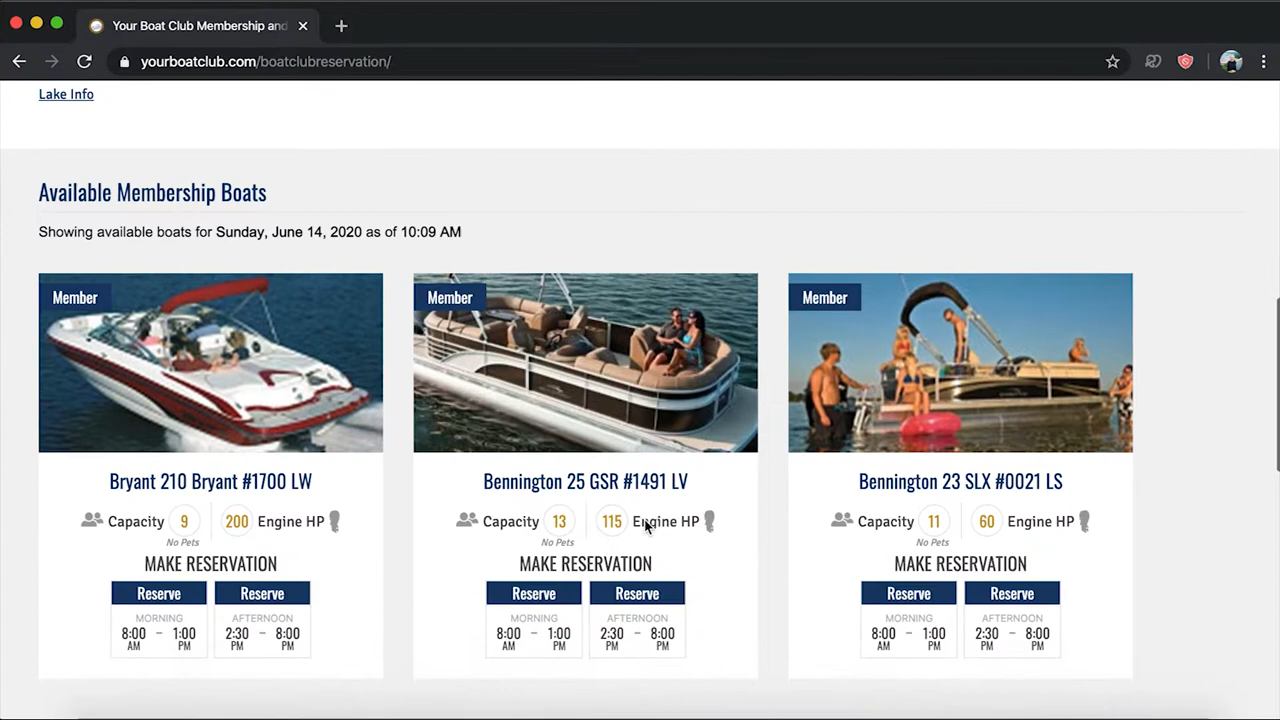 Your Boat Club Membership and
yourboatclub.com/boatclubreservation/
Lake Info
Available Membership Boats
Showing available boats for Sunday, June 14, 2020 as of 10:09 AM
Member
Bryant 210 Bryant #1700 LW
Capacity 9 200 Engine HP
No Pets
MAKE RESERVATION
Reserve Reserve
MORNING AFTERNOON
8:00 – 1:00 2:30 – 8:00
AM PM PM PM
Member
Bennington 25 GSR #1491 LV
Capacity 13 115 Engine HP
No Pets
MAKE RESERVATION
Reserve Reserve
MORNING AFTERNOON
8:00 – 1:00 2:30 – 8:00
AM PM PM PM
Member
Bennington 23 SLX #0021 LS
Capacity 11 60 Engine HP
No Pets
MAKE RESERVATION
Reserve Reserve
MORNING AFTERNOON
8:00 – 1:00 2:30 – 8:00
AM PM PM PM